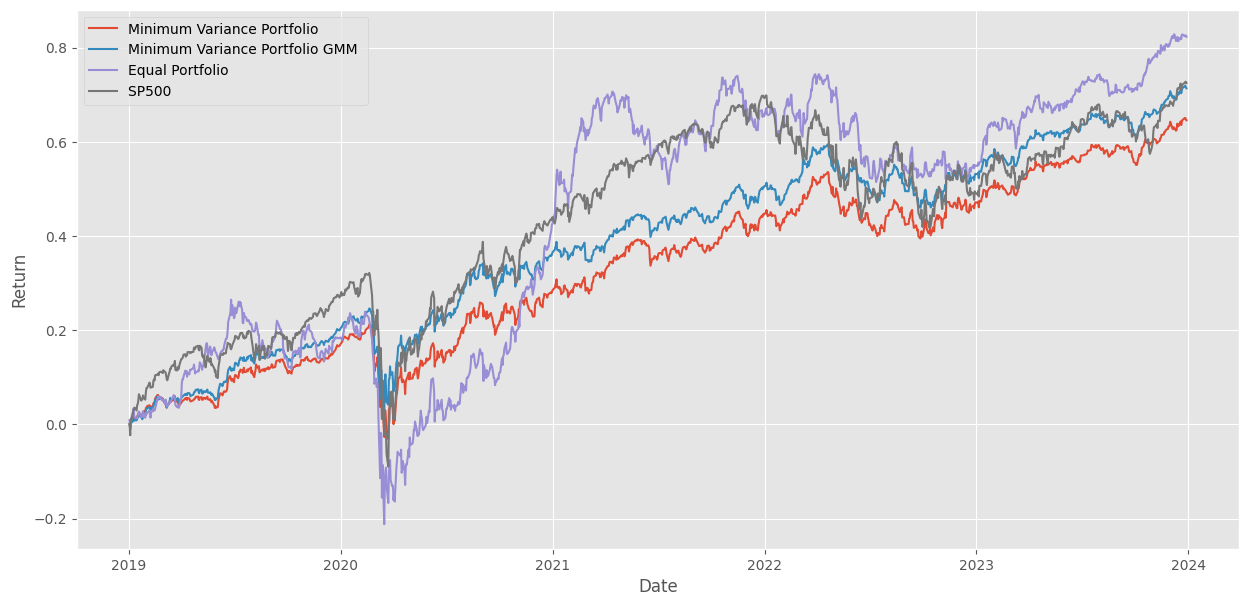 Minimum Variance Portfolio
Minimum Variance Portfolio GMM
Equal Portfolio
SP500
Return
0.8
0.6
0.4
0.2
0.0
−0.2
2019
2020
2021
2022
2023
2024
Date